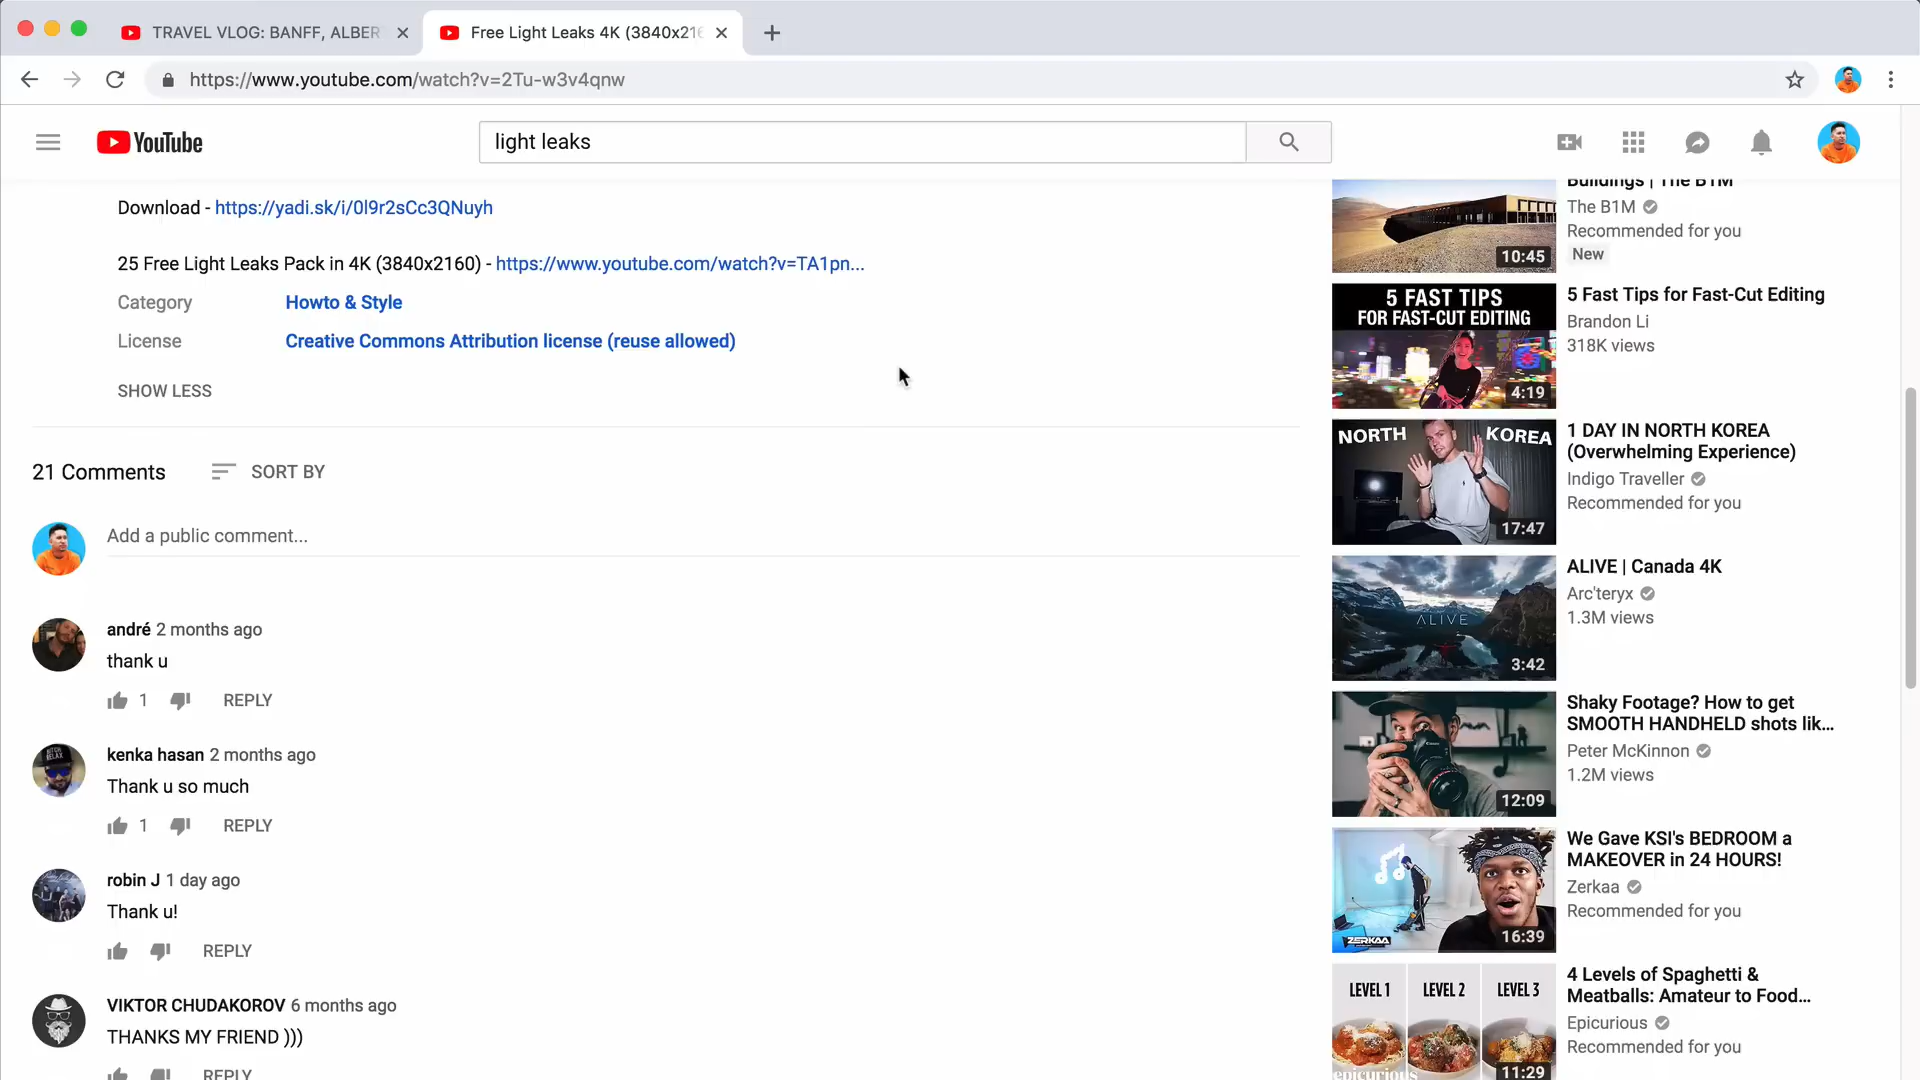 TRAVEL VLOG: BANFF, ALBER
Free Light Leaks 4K (3840x216
https://www.youtube.com/watch?v=2Tu-w3v4qnw
YouTube
light leaks
Download - https://yadi.sk/i/0l9r2sCc3QNuyh
25 Free Light Leaks Pack in 4K (3840x2160) - https://www.youtube.com/watch?v=TA1pn...
Category Howto & Style
License Creative Commons Attribution license (reuse allowed)
SHOW LESS
21 Comments SORT BY
Add a public comment...
andré 2 months ago
thank u
1 REPLY
kenka hasan 2 months ago
Thank u so much
1 REPLY
robin J 1 day ago
Thank u!
REPLY
VIKTOR CHUDAKOROV 6 months ago
THANKS MY FRIEND )))
REPLY
Buildings | The B1M
The B1M
Recommended for you
New
10:45
5 FAST TIPS
FOR FAST-CUT EDITING
4:19
5 Fast Tips for Fast-Cut Editing
Brandon Li
318K views
NORTH KOREA
17:47
1 DAY IN NORTH KOREA
(Overwhelming Experience)
Indigo Traveller
Recommended for you
ALIVE
3:42
ALIVE | Canada 4K
Arc'teryx
1.3M views
12:09
Shaky Footage? How to get
SMOOTH HANDHELD shots lik...
Peter McKinnon
1.2M views
ZERKAA
16:39
We Gave KSI's BEDROOM a
MAKEOVER in 24 HOURS!
Zerkaa
Recommended for you
LEVEL 1 LEVEL 2 LEVEL 3
epicurious
11:29
4 Levels of Spaghetti &
Meatballs: Amateur to Food...
Epicurious
Recommended for you